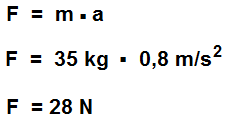 F = m ▪ a
F = 35 kg ▪ 0,8 m/s²
F = 28 N